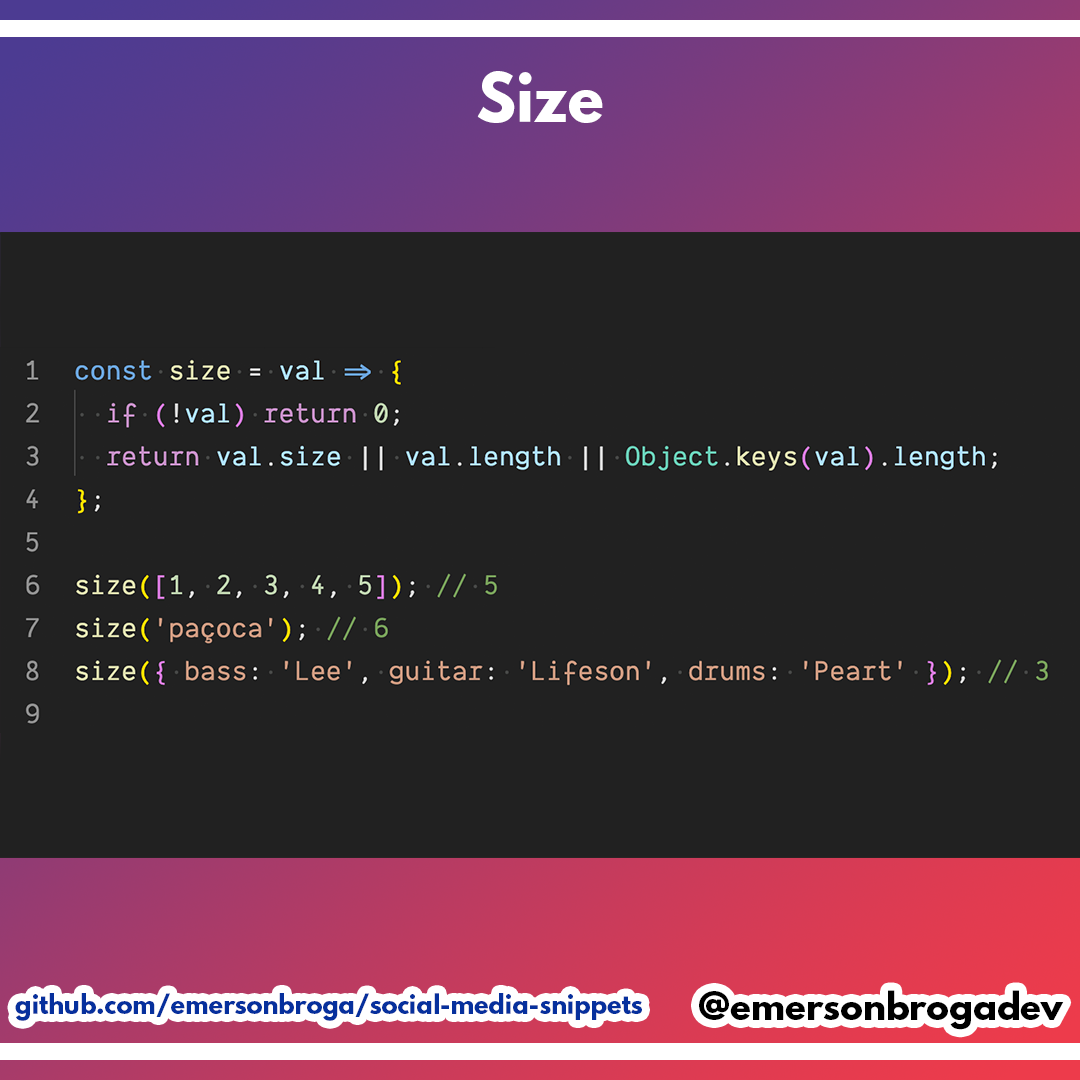 Size
1 const size = val => {
2   if (!val) return 0;
3   return val.size || val.length || Object.keys(val).length;
4 };
5
6 size([1, 2, 3, 4, 5]); // 5
7 size('paçoca'); // 6
8 size({ bass: 'Lee', guitar: 'Lifeson', drums: 'Peart' }); // 3
9
github.com/emersonbroga/social-media-snippets
@emersonbrogadev